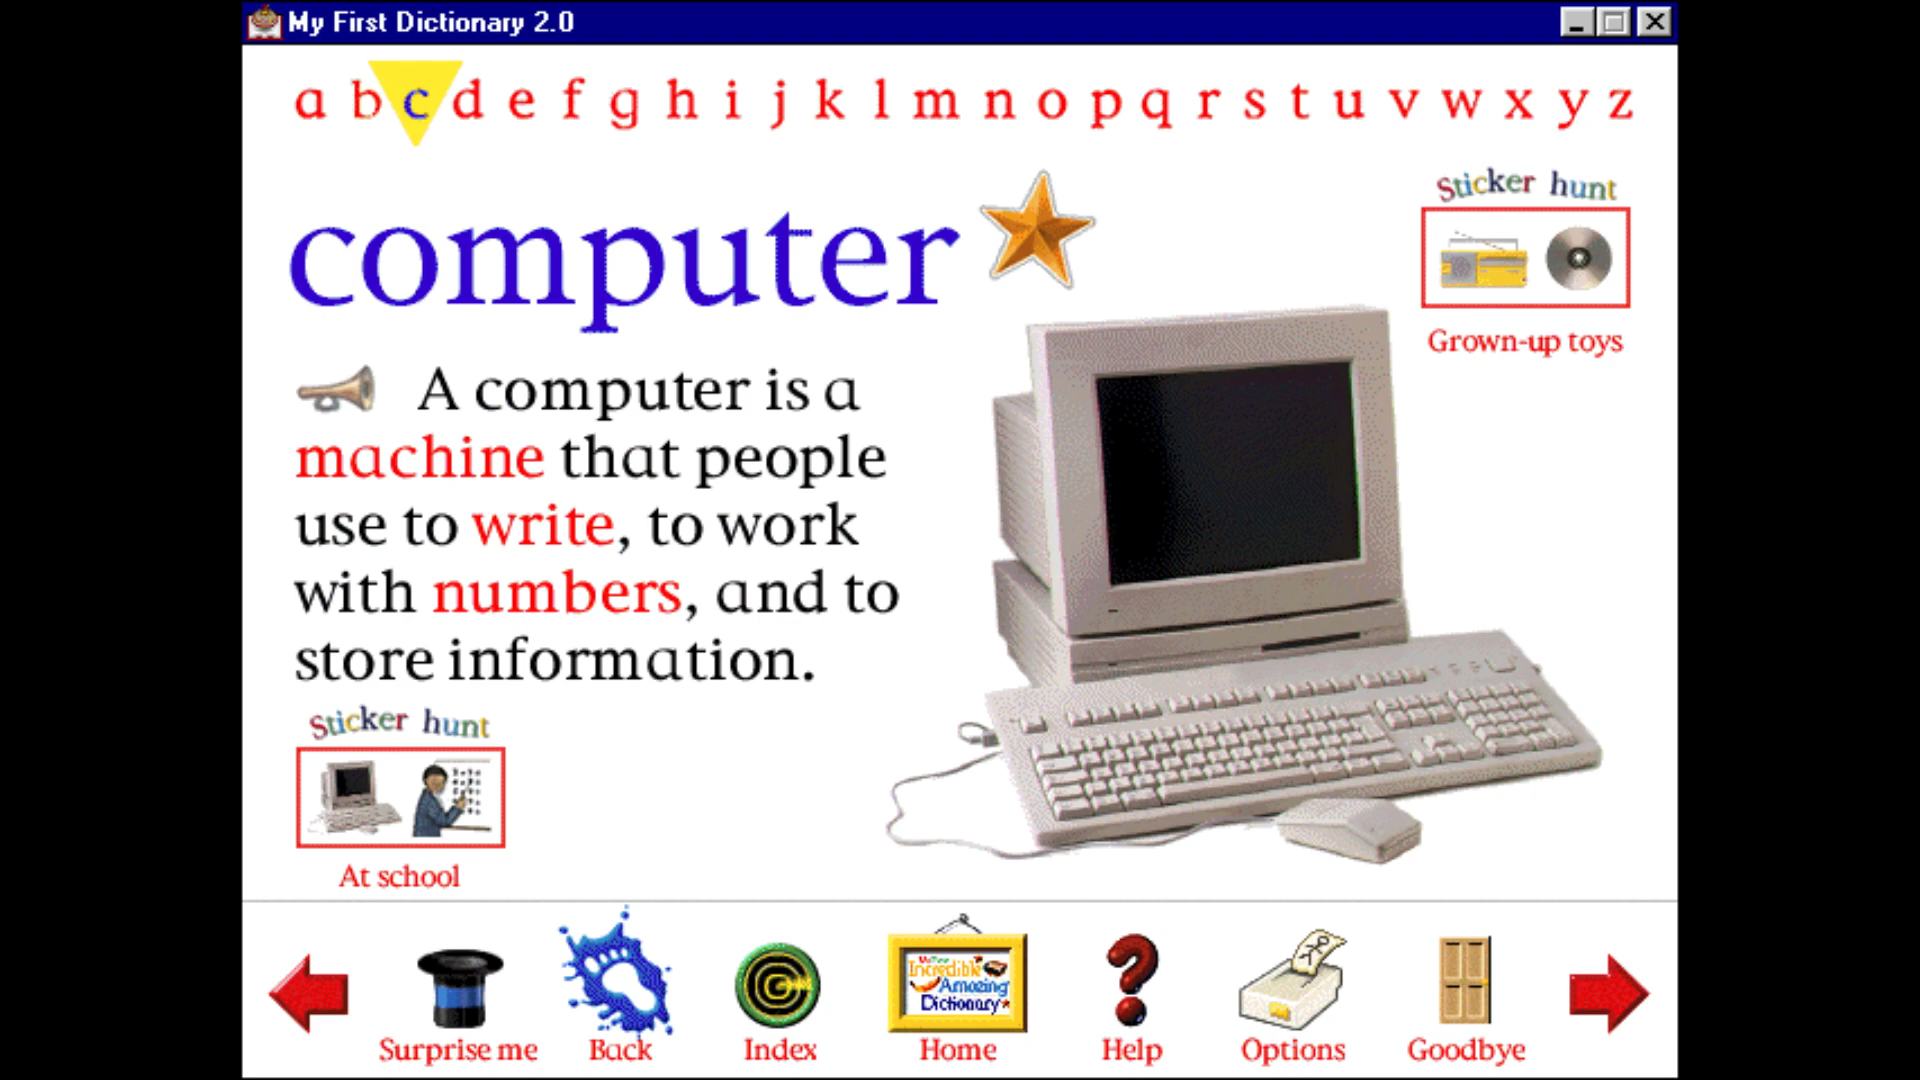 My First Dictionary 2.0
a b c d e f g h i j k l m n o p q r s t u v w x y z
computer
Sticker hunt
Grown-up toys
A computer is a
machine that people
use to write, to work
with numbers, and to
store information.
Sticker hunt
At school
My First
Incredible
Amazing
Dictionary
Surprise me
Back
Index
Home
Help
Options
Goodbye